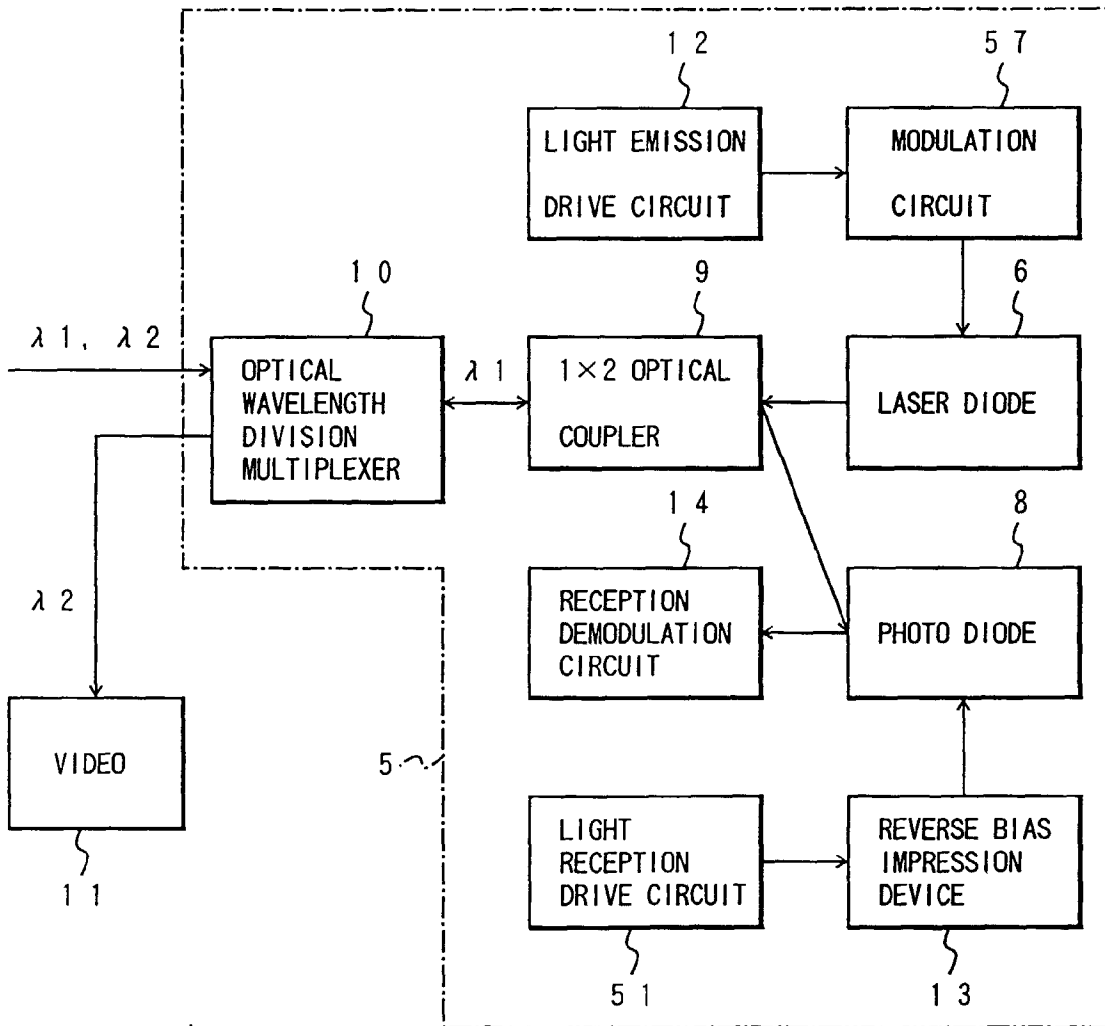 1 2
5 7
LIGHT EMISSION
DRIVE CIRCUIT
MODULATION
CIRCUIT
1 0
9
6
λ 1, λ 2
OPTICAL
WAVELENGTH
DIVISION
MULTIPLEXER
λ 1
1×2 OPTICAL
COUPLER
LASER DIODE
1 4
8
λ 2
RECEPTION
DEMODULATION
CIRCUIT
PHOTO DIODE
VIDEO
5
1 1
LIGHT
RECEPTION
DRIVE CIRCUIT
REVERSE BIAS
IMPRESSION
DEVICE
5 1
1 3